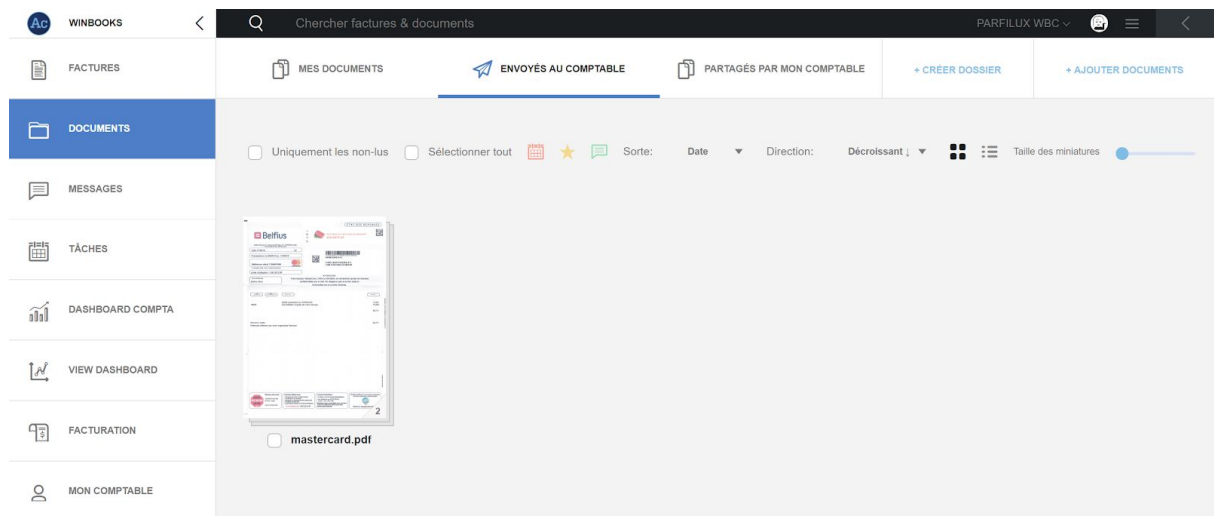 Ac WINBOOKS
Chercher factures & documents
PARFILUX WBC
FACTURES
MES DOCUMENTS
ENVOYÉS AU COMPTABLE
PARTAGÉS PAR MON COMPTABLE
+ CRÉER DOSSIER
+ AJOUTER DOCUMENTS
DOCUMENTS
Uniquement les non-lus
Sélectionner tout
Sorte:
Date
Direction:
Décroissant ↓
Taille des miniatures
MESSAGES
TÂCHES
DASHBOARD COMPTA
VIEW DASHBOARD
FACTURATION
MON COMPTABLE
Belfius
2
mastercard.pdf